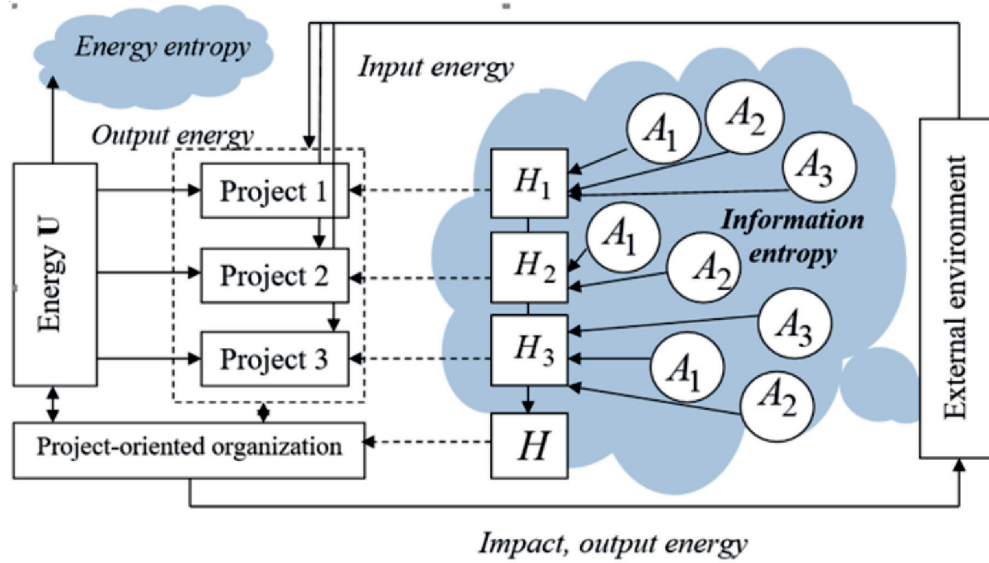 Energy entropy
Input energy
Output energy
Energy U
Project 1
Project 2
Project 3
Project-oriented organization
H1
H2
H3
H
A1
A2
A3
A1
A2
A3
A1
A2
Information
entropy
External environment
Impact, output energy